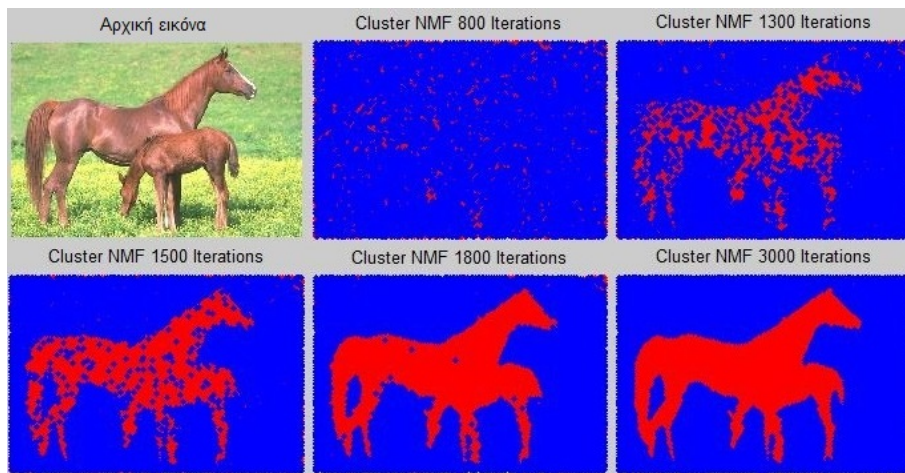 Αρχική εικόνα
Cluster NMF 800 Iterations
Cluster NMF 1300 Iterations
Cluster NMF 1500 Iterations
Cluster NMF 1800 Iterations
Cluster NMF 3000 Iterations